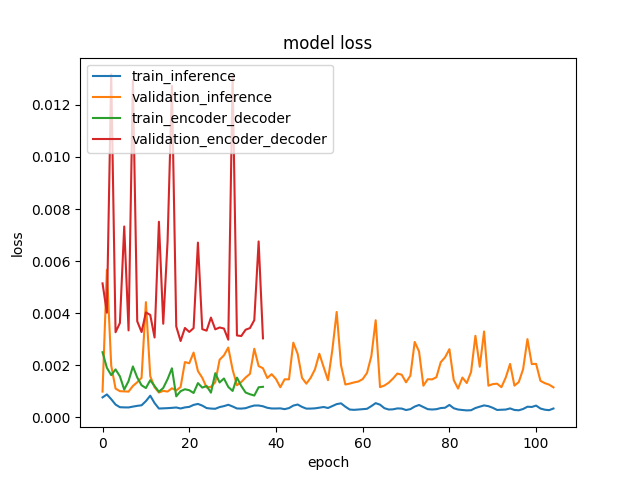 model loss
train_inference
validation_inference
train_encoder_decoder
validation_encoder_decoder
loss
0.012
0.010
0.008
0.006
0.004
0.002
0.000
0 20 40 60 80 100
epoch